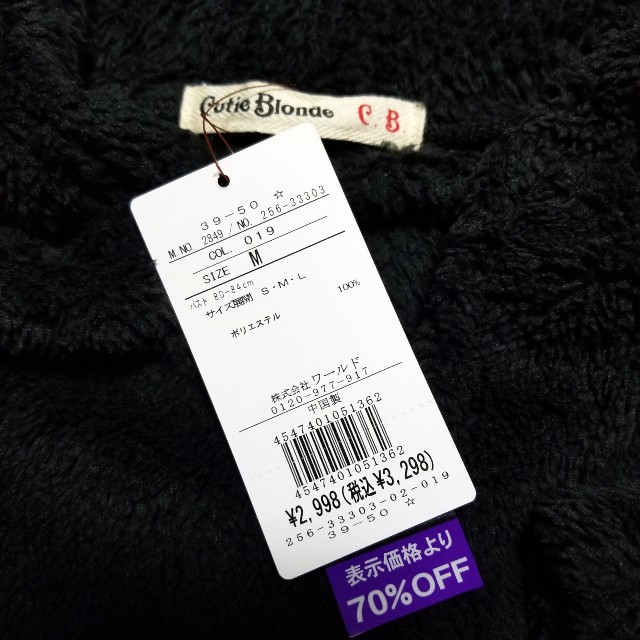 Cutie Blonde C.B.
39-50 ☆
M.NO. 2849 / NO. 256-33303
COL. 019
SIZE M
バスト 80-84cm
サイズ展開 S・M・L
100%
ポリエステル
株式会社 ワールド
0120-977-917
中国製
4547401051362
4547401051362
¥2,998(税込¥3,298)
256-33303-02-019
39-50 ☆
表示価格より
70%OFF